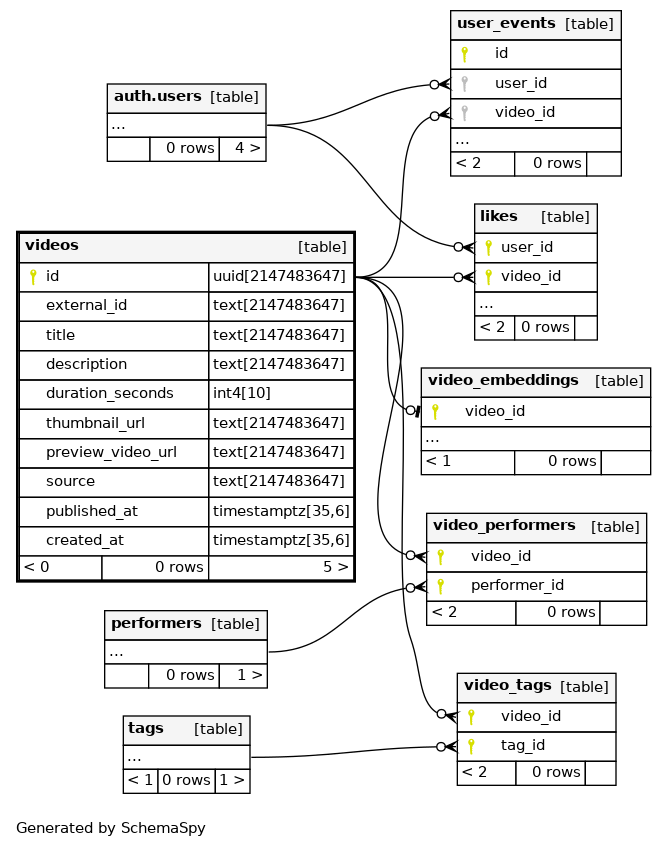 user_events [table]
id
user_id
video_id
...
< 2 0 rows
auth.users [table]
...
0 rows 4 >
likes [table]
user_id
video_id
...
< 2 0 rows
videos [table]
id uuid[2147483647]
external_id text[2147483647]
title text[2147483647]
description text[2147483647]
duration_seconds int4[10]
thumbnail_url text[2147483647]
preview_video_url text[2147483647]
source text[2147483647]
published_at timestamptz[35,6]
created_at timestamptz[35,6]
< 0 0 rows 5 >
video_embeddings [table]
video_id
...
< 1 0 rows
video_performers [table]
video_id
performer_id
< 2 0 rows
performers [table]
...
0 rows 1 >
video_tags [table]
video_id
tag_id
< 2 0 rows
tags [table]
...
< 1 0 rows 1 >
Generated by SchemaSpy